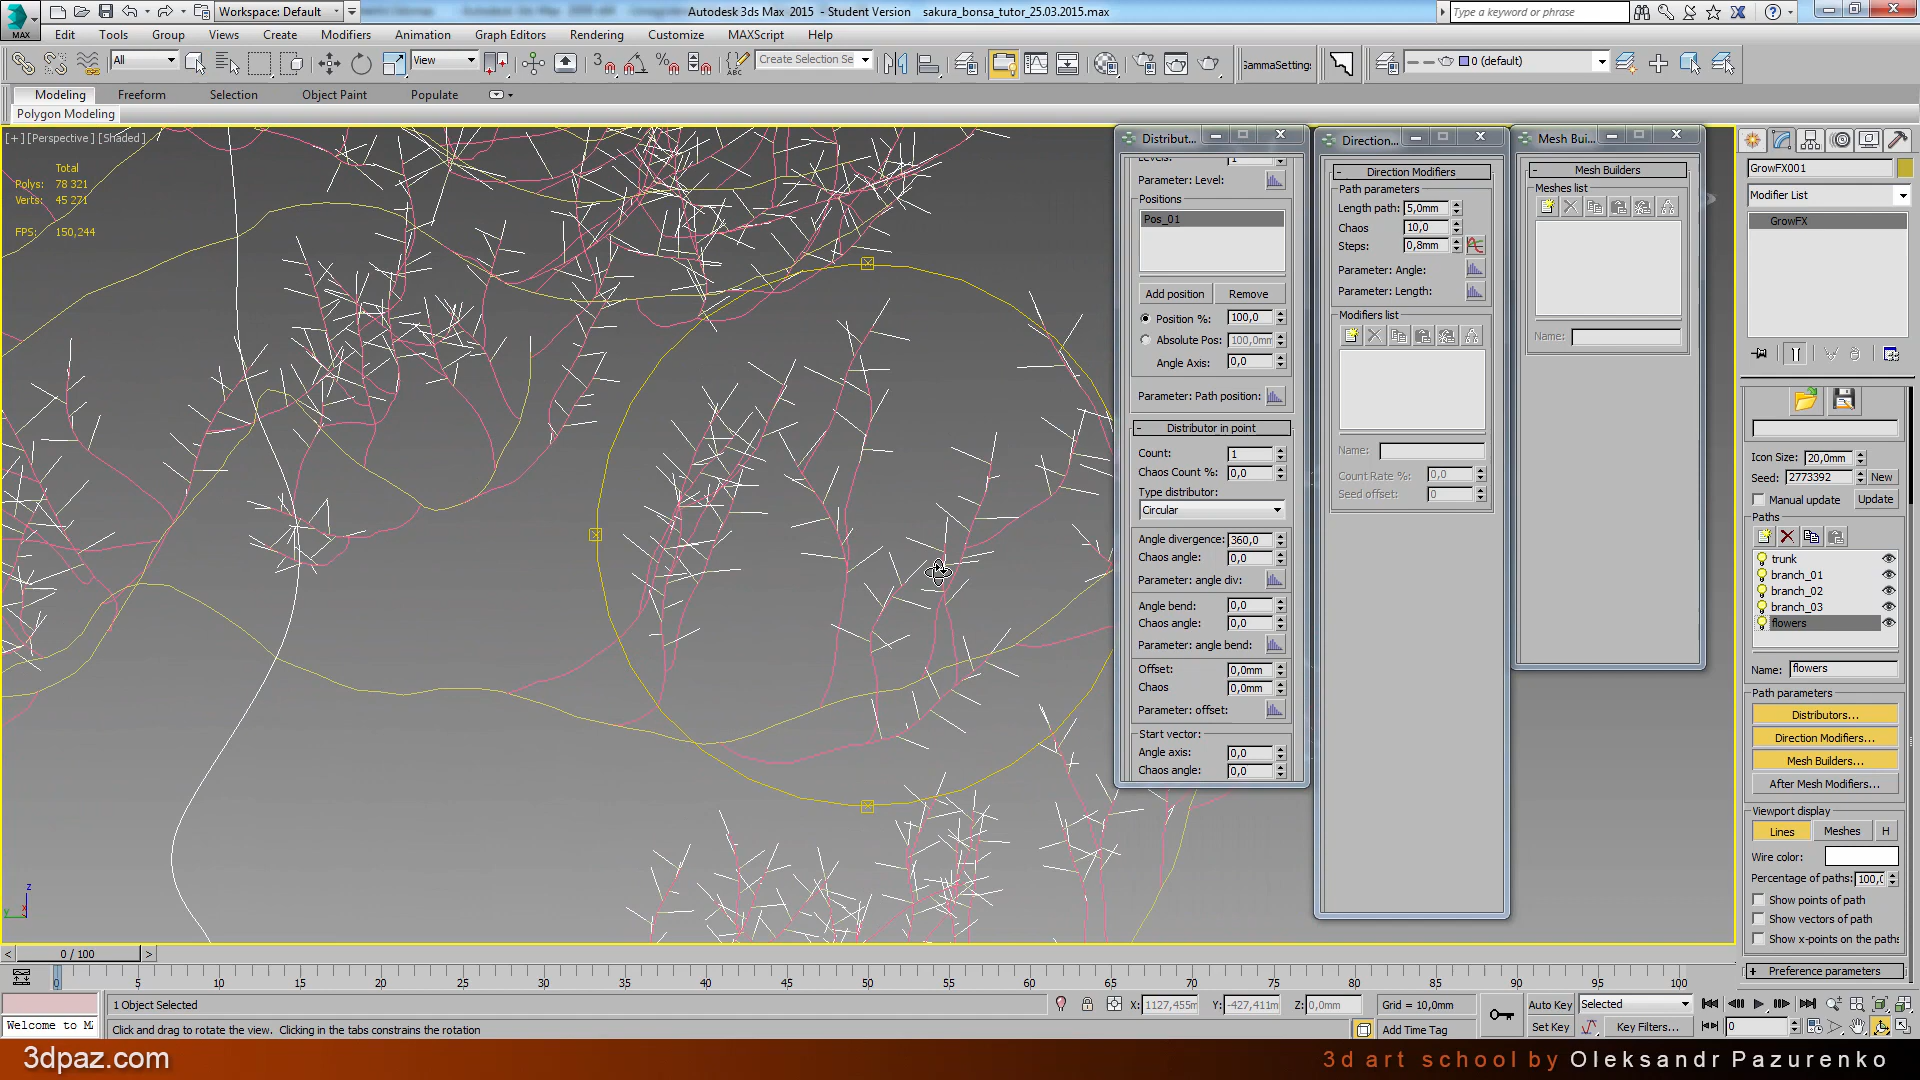 MAX
Workspace: Default
Autodesk 3ds Max 2015 - Student Version sakura_bonsa_tutor_25.03.2015.max
Type a keyword or phrase
Edit Tools Group Views Create Modifiers Animation Graph Editors Rendering Customize MAXScript Help
All
View
Create Selection Se
GammaSettings
0 (default)
Modeling Freeform Selection Object Paint Populate
Polygon Modeling
[+] [Perspective] [Shaded]
Total
Polys: 78 321
Verts: 45 271
FPS: 150,244
Distribut...
Levels: 1
Parameter: Level:
Positions
Pos_01
Add position Remove
Position %: 100,0
Absolute Pos: 100,0mm
Angle Axis: 0,0
Parameter: Path position:
- Distributor in point
Count: 1
Chaos Count %: 0,0
Type distributor:
Circular
Angle divergence: 360,0
Chaos angle: 0,0
Parameter: angle div:
Angle bend: 0,0
Chaos angle: 0,0
Parameter: angle bend:
Offset: 0,0mm
Chaos 0,0mm
Parameter: offset:
Start vector:
Angle axis: 0,0
Chaos angle: 0,0
Direction...
- Direction Modifiers
Path parameters
Length path: 5,0mm
Chaos 10,0
Steps: 0,8mm
Parameter: Angle:
Parameter: Length:
Modifiers list
Name:
Count Rate %: 0,0
Seed offset: 0
Mesh Bui...
- Mesh Builders
Meshes list
Name:
GrowFX001
Modifier List
GrowFX
Icon Size: 20,0mm
Seed: 2773392 New
Manual update Update
Paths
trunk
branch_01
branch_02
branch_03
flowers
Name: flowers
Path parameters
Distributors...
Direction Modifiers...
Mesh Builders...
After Mesh Modifiers...
Viewport display
Lines Meshes H
Wire color:
Percentage of paths: 100,0
Show points of path
Show vectors of path
Show x-points on the paths
+ Preference parameters
z
y
x
< 0 / 100 >
0 5 10 15 20 25 30 35 40 45 50 55 60 65 70 75 80 85 90 95 100
1 Object Selected
X: 1127,455m Y: -427,411m Z: 0,0mm
Grid = 10,0mm
Auto Key Selected
Welcome to MA
Click and drag to rotate the view. Clicking in the tabs constrains the rotation
Add Time Tag
Set Key Key Filters...
0
3dpaz.com
3d art school by Oleksandr Pazurenko